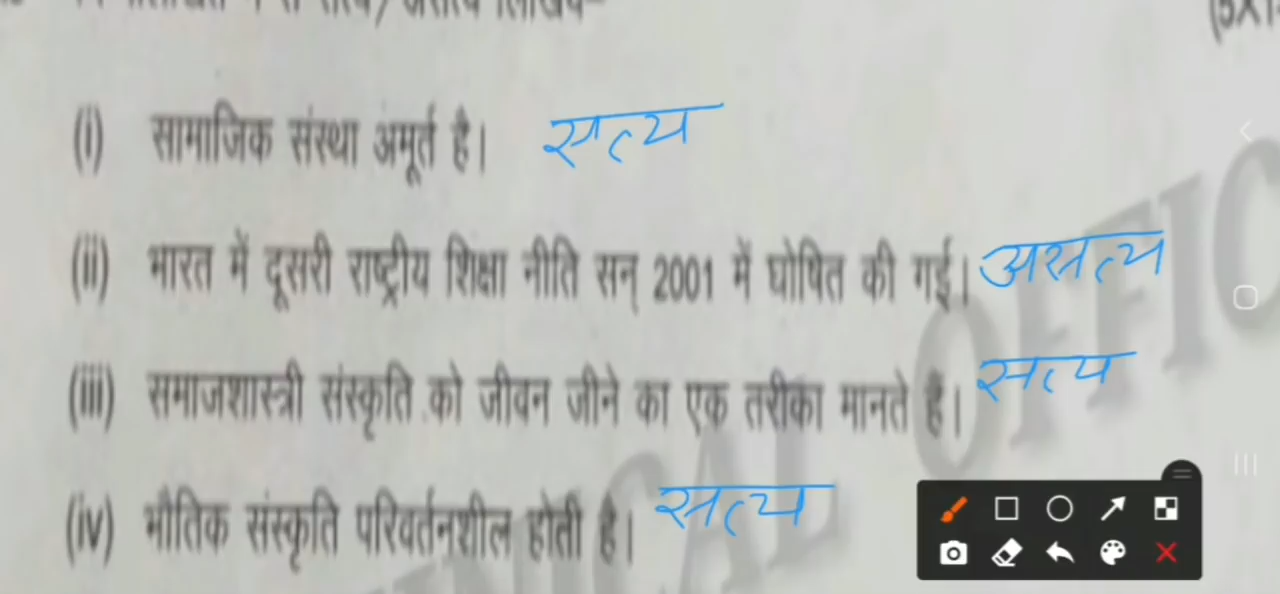 (i) सामाजिक संस्था अमूर्त है। सत्य
(ii) भारत में दूसरी राष्ट्रीय शिक्षा नीति सन् 2001 में घोषित की गई। असत्य
(iii) समाजशास्त्री संस्कृति को जीवन जीने का एक तरीका मानते हैं। सत्य
(iv) भौतिक संस्कृति परिवर्तनशील होती है। सत्य